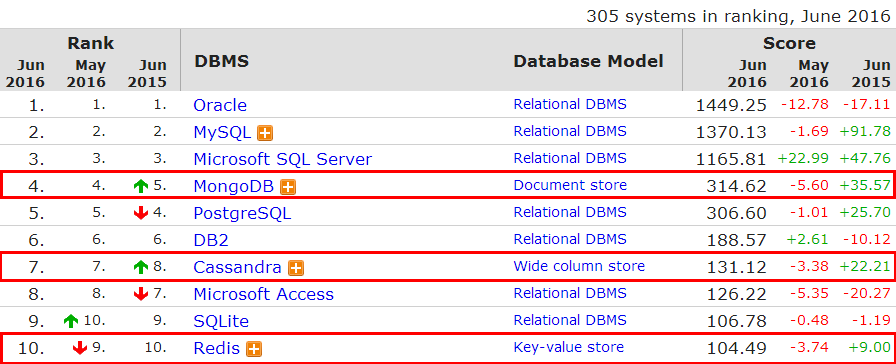 305 systems in ranking, June 2016
Rank DBMS Database Model Score
Jun 2016 May 2016 Jun 2015 Jun 2016 May 2016 Jun 2015
1. 1. 1. Oracle Relational DBMS 1449.25 -12.78 -17.11
2. 2. 2. MySQL Relational DBMS 1370.13 -1.69 +91.78
3. 3. 3. Microsoft SQL Server Relational DBMS 1165.81 +22.99 +47.76
4. 4. 5. MongoDB Document store 314.62 -5.60 +35.57
5. 5. 4. PostgreSQL Relational DBMS 306.60 -1.01 +25.70
6. 6. 6. DB2 Relational DBMS 188.57 +2.61 -10.12
7. 7. 8. Cassandra Wide column store 131.12 -3.38 +22.21
8. 8. 7. Microsoft Access Relational DBMS 126.22 -5.35 -20.27
9. 10. 9. SQLite Relational DBMS 106.78 -0.48 -1.19
10. 9. 10. Redis Key-value store 104.49 -3.74 +9.00